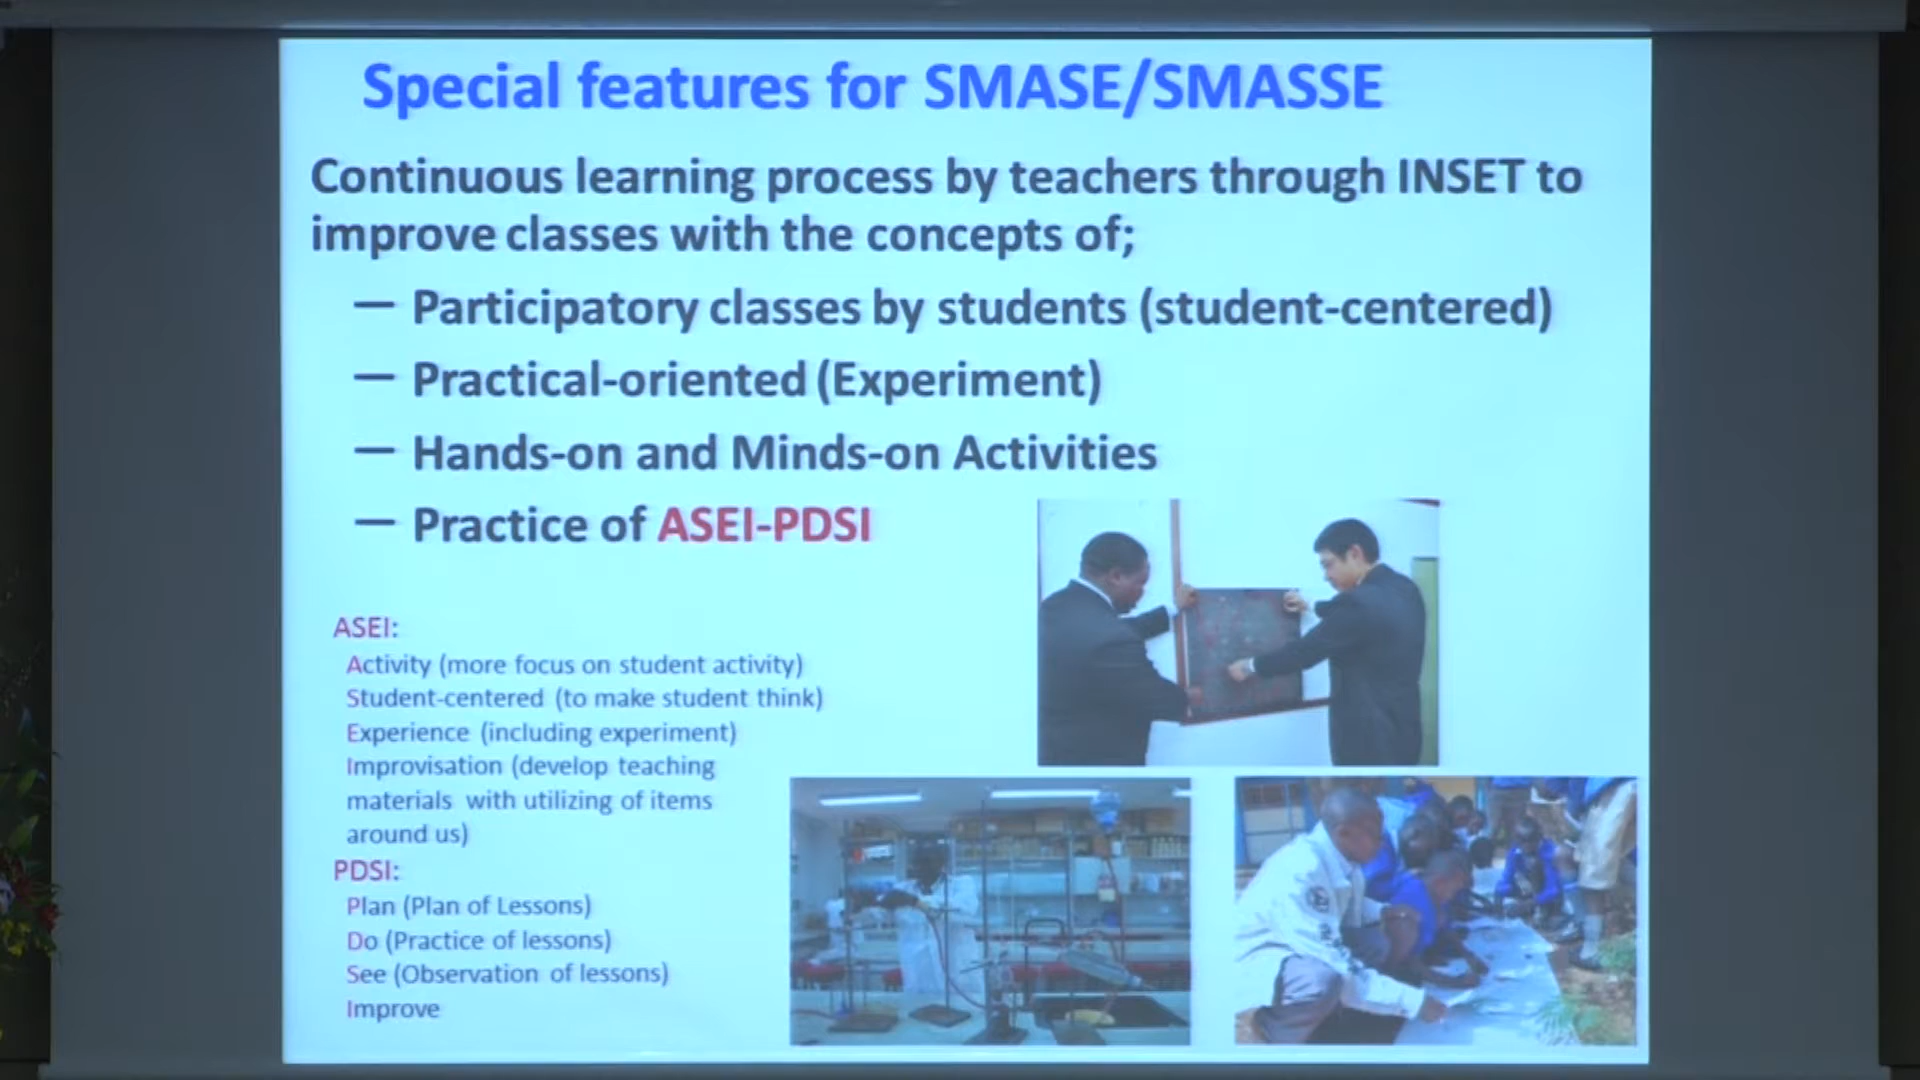 Special features for SMASE/SMASSE
Continuous learning process by teachers through INSET to
improve classes with the concepts of;
— Participatory classes by students (student-centered)
— Practical-oriented (Experiment)
— Hands-on and Minds-on Activities
— Practice of ASEI-PDSI
ASEI:
Activity (more focus on student activity)
Student-centered (to make student think)
Experience (including experiment)
Improvisation (develop teaching
materials with utilizing of items
around us)
PDSI:
Plan (Plan of Lessons)
Do (Practice of lessons)
See (Observation of lessons)
Improve